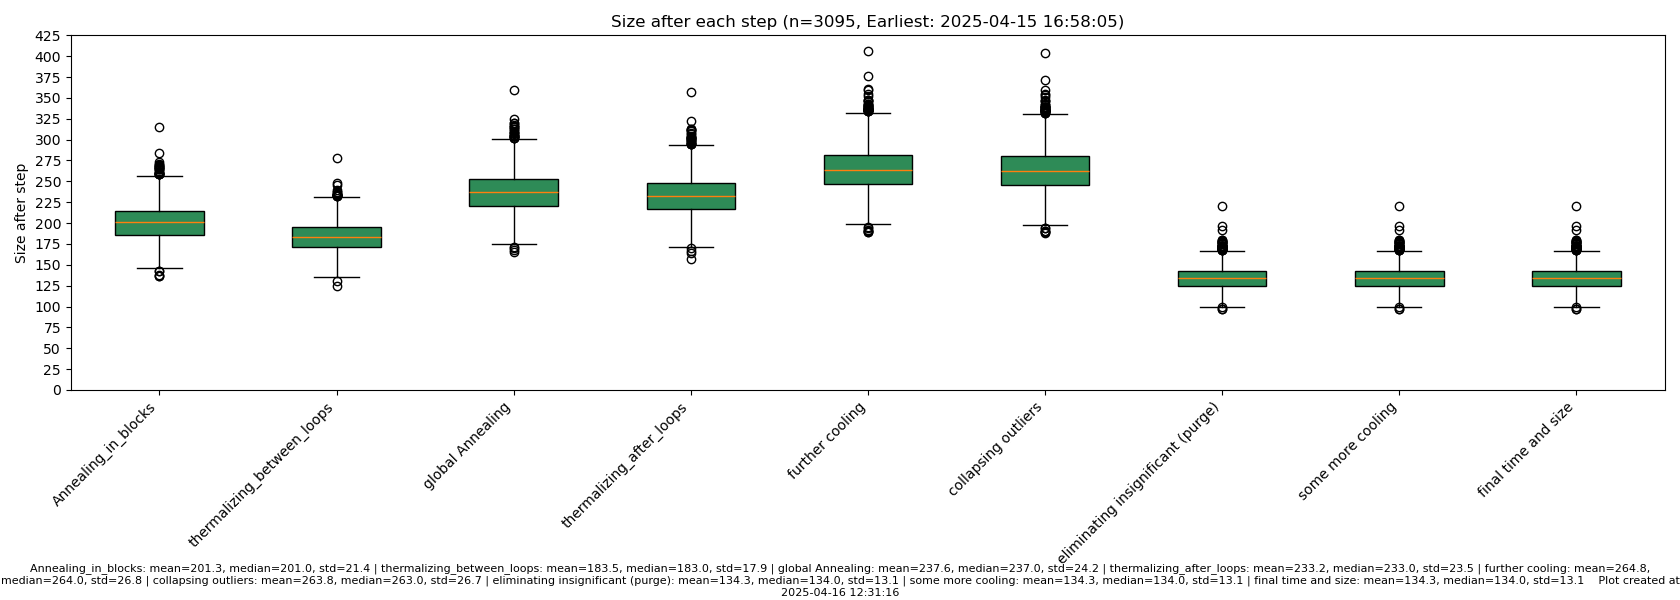 Size after each step (n=3095, Earliest: 2025-04-15 16:58:05)
425
400
375
350
325
300
275
250
225
200
175
150
125
100
75
50
25
0
Size after step
Annealing_in_blocks
thermalizing_between_loops
global Annealing
thermalizing_after_loops
further cooling
collapsing outliers
eliminating insignificant (purge)
some more cooling
final time and size
Annealing_in_blocks: mean=201.3, median=201.0, std=21.4 | thermalizing_between_loops: mean=183.5, median=183.0, std=17.9 | global Annealing: mean=237.6, median=237.0, std=24.2 | thermalizing_after_loops: mean=233.2, median=233.0, std=23.5 | further cooling: mean=264.8,
median=264.0, std=26.8 | collapsing outliers: mean=263.8, median=263.0, std=26.7 | eliminating insignificant (purge): mean=134.3, median=134.0, std=13.1 | some more cooling: mean=134.3, median=134.0, std=13.1 | final time and size: mean=134.3, median=134.0, std=13.1    Plot created at
2025-04-16 12:31:16